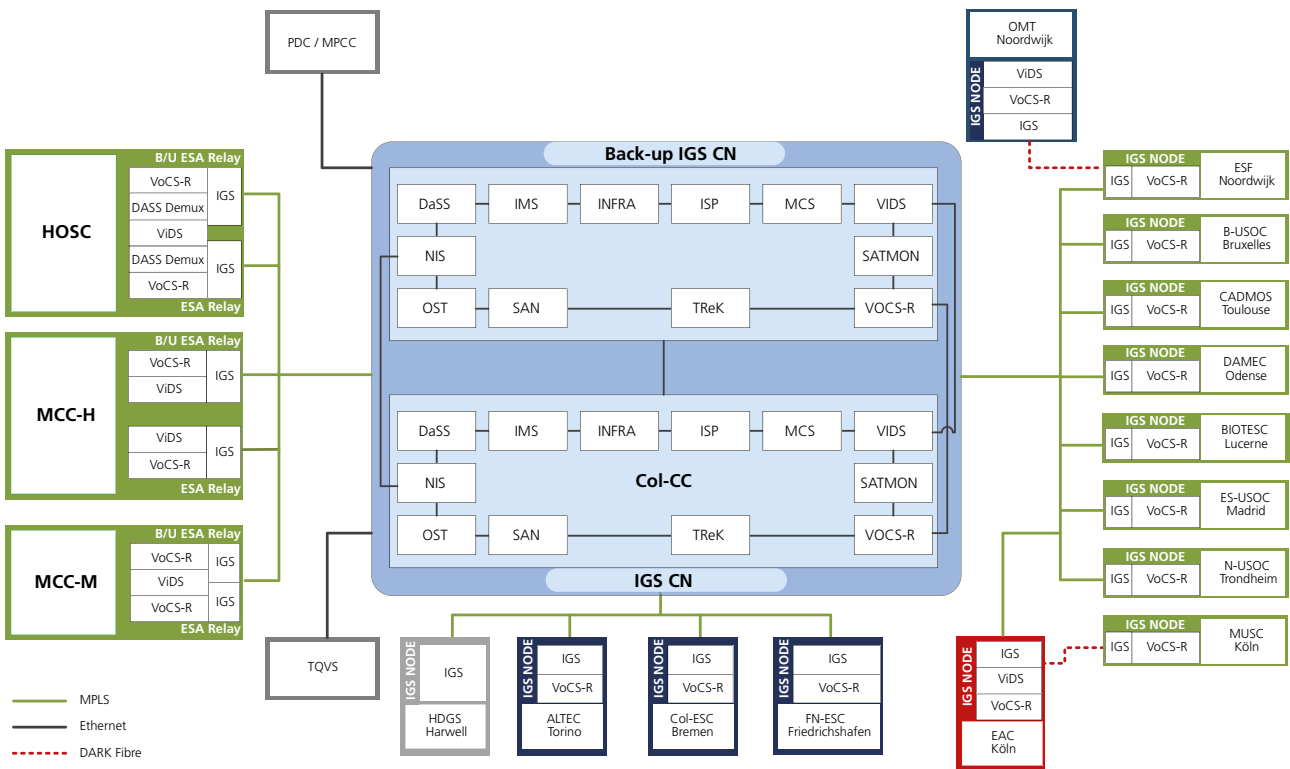 PDC / MPCC
OMT
Noordwijk
IGS NODE
ViDS
VoCS-R
IGS
B/U ESA Relay
HOSC
VoCS-R
DASS Demux
ViDS
DASS Demux
VoCS-R
IGS
IGS
ESA Relay
B/U ESA Relay
MCC-H
VoCS-R
ViDS
IGS
ViDS
VoCS-R
IGS
ESA Relay
B/U ESA Relay
MCC-M
VoCS-R
ViDS
VoCS-R
IGS
IGS
ESA Relay
Back-up IGS CN
DaSS
IMS
INFRA
ISP
MCS
VIDS
NIS
SATMON
OST
SAN
TReK
VOCS-R
DaSS
IMS
INFRA
ISP
MCS
VIDS
NIS
Col-CC
SATMON
OST
SAN
TReK
VOCS-R
IGS CN
IGS NODE
IGS
VoCS-R
ESF
Noordwijk
IGS NODE
IGS
VoCS-R
B-USOC
Bruxelles
IGS NODE
IGS
VoCS-R
CADMOS
Toulouse
IGS NODE
IGS
VoCS-R
DAMEC
Odense
IGS NODE
IGS
VoCS-R
BIOTESC
Lucerne
IGS NODE
IGS
VoCS-R
ES-USOC
Madrid
IGS NODE
IGS
VoCS-R
N-USOC
Trondheim
IGS NODE
IGS
VoCS-R
MUSC
Köln
TQVS
IGS NODE
IGS
HDGS
Harwell
IGS NODE
IGS
VoCS-R
ALTEC
Torino
IGS NODE
IGS
VoCS-R
Col-ESC
Bremen
IGS NODE
IGS
VoCS-R
FN-ESC
Friedrichshafen
IGS NODE
IGS
ViDS
VoCS-R
EAC
Köln
MPLS
Ethernet
DARK Fibre